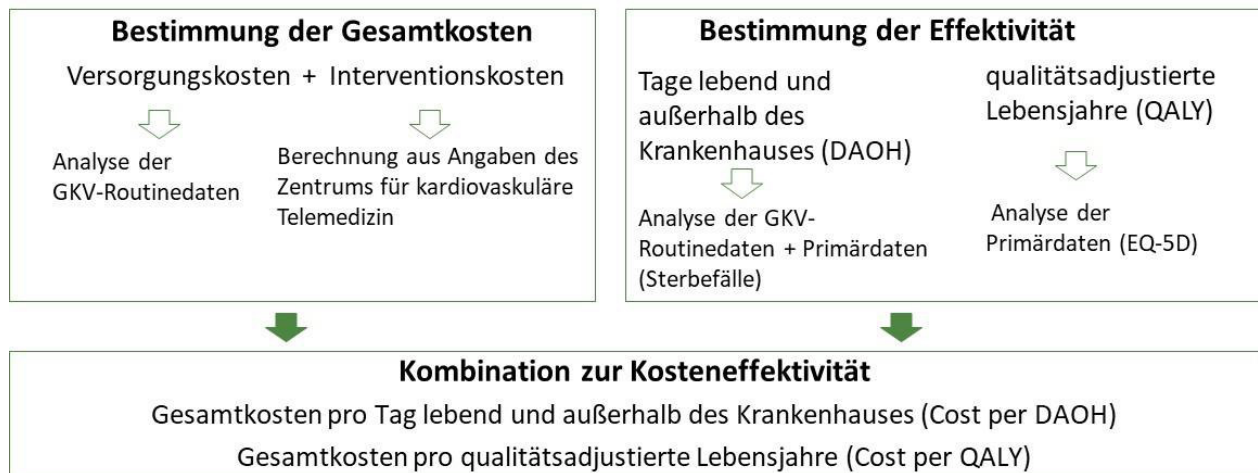 Bestimmung der Gesamtkosten
Versorgungskosten + Interventionskosten
Analyse der
GKV-Routinedaten
Berechnung aus Angaben des
Zentrums für kardiovaskuläre
Telemedizin
Bestimmung der Effektivität
Tage lebend und
außerhalb des
Krankenhauses (DAOH)
Analyse der GKV-
Routinedaten + Primärdaten
(Sterbefälle)
qualitätsadjustierte
Lebensjahre (QALY)
Analyse der
Primärdaten (EQ-5D)
Kombination zur Kosteneffektivität
Gesamtkosten pro Tag lebend und außerhalb des Krankenhauses (Cost per DAOH)
Gesamtkosten pro qualitätsadjustierte Lebensjahre (Cost per QALY)